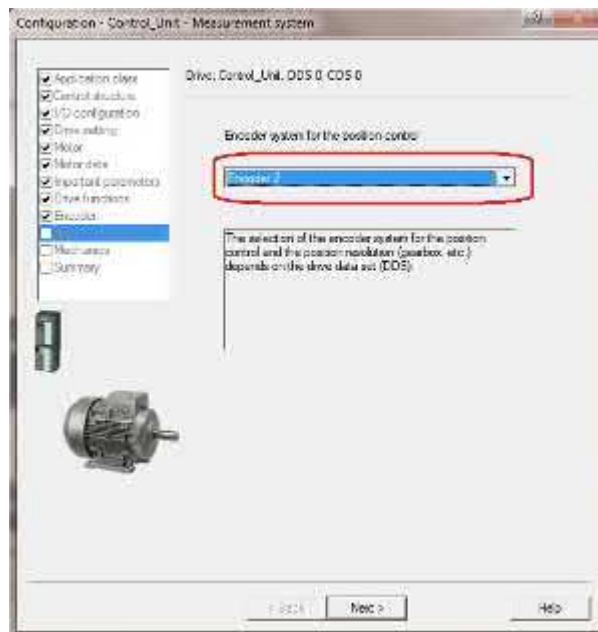 Configuration - Control_Unit - Measurement system
Drive: Control_Unit, DDS 0, CDS 0
Application class
Control structure
I/O configuration
Drive setting
Motor
Motor data
Important parameters
Drive functions
Encoder
Mechanics
Summary
Encoder system for the position control
Encoder 2
The selection of the encoder system for the position
control and the position resolution (gearbox, etc.)
depends on the drive data set (DDS).
< Back
Next >
Help